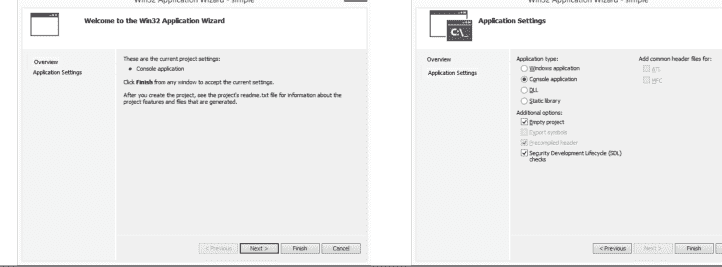 Win32 Application Wizard - simple
Welcome to the Win32 Application Wizard
Overview
Application Settings
These are the current project settings:
• Console application
Click Finish from any window to accept the current settings.
After you create the project, see the project's readme.txt file for information about the
project features and files that are generated.
< Previous
Next >
Finish
Cancel
Win32 Application Wizard - simple
C:\
Application Settings
Overview
Application Settings
Application type:
Windows application
Console application
DLL
Static library
Additional options:
Empty project
Export symbols
Precompiled header
Security Development Lifecycle (SDL)
checks
Add common header files for:
ATL
MFC
< Previous
Next >
Finish